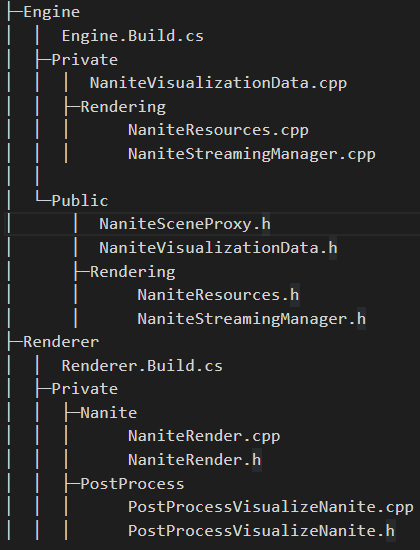 ├─Engine
│  │  Engine.Build.cs
│  ├─Private
│  │  │  NaniteVisualizationData.cpp
│  │  ├─Rendering
│  │  │      NaniteResources.cpp
│  │  │      NaniteStreamingManager.cpp
│  │  │
│  └─Public
│      │  NaniteSceneProxy.h
│      │  NaniteVisualizationData.h
│      ├─Rendering
│      │      NaniteResources.h
│      │      NaniteStreamingManager.h
├─Renderer
│  │  Renderer.Build.cs
│  ├─Private
│  │  ├─Nanite
│  │  │      NaniteRender.cpp
│  │  │      NaniteRender.h
│  │  ├─PostProcess
│  │  │      PostProcessVisualizeNanite.cpp
│  │  │      PostProcessVisualizeNanite.h